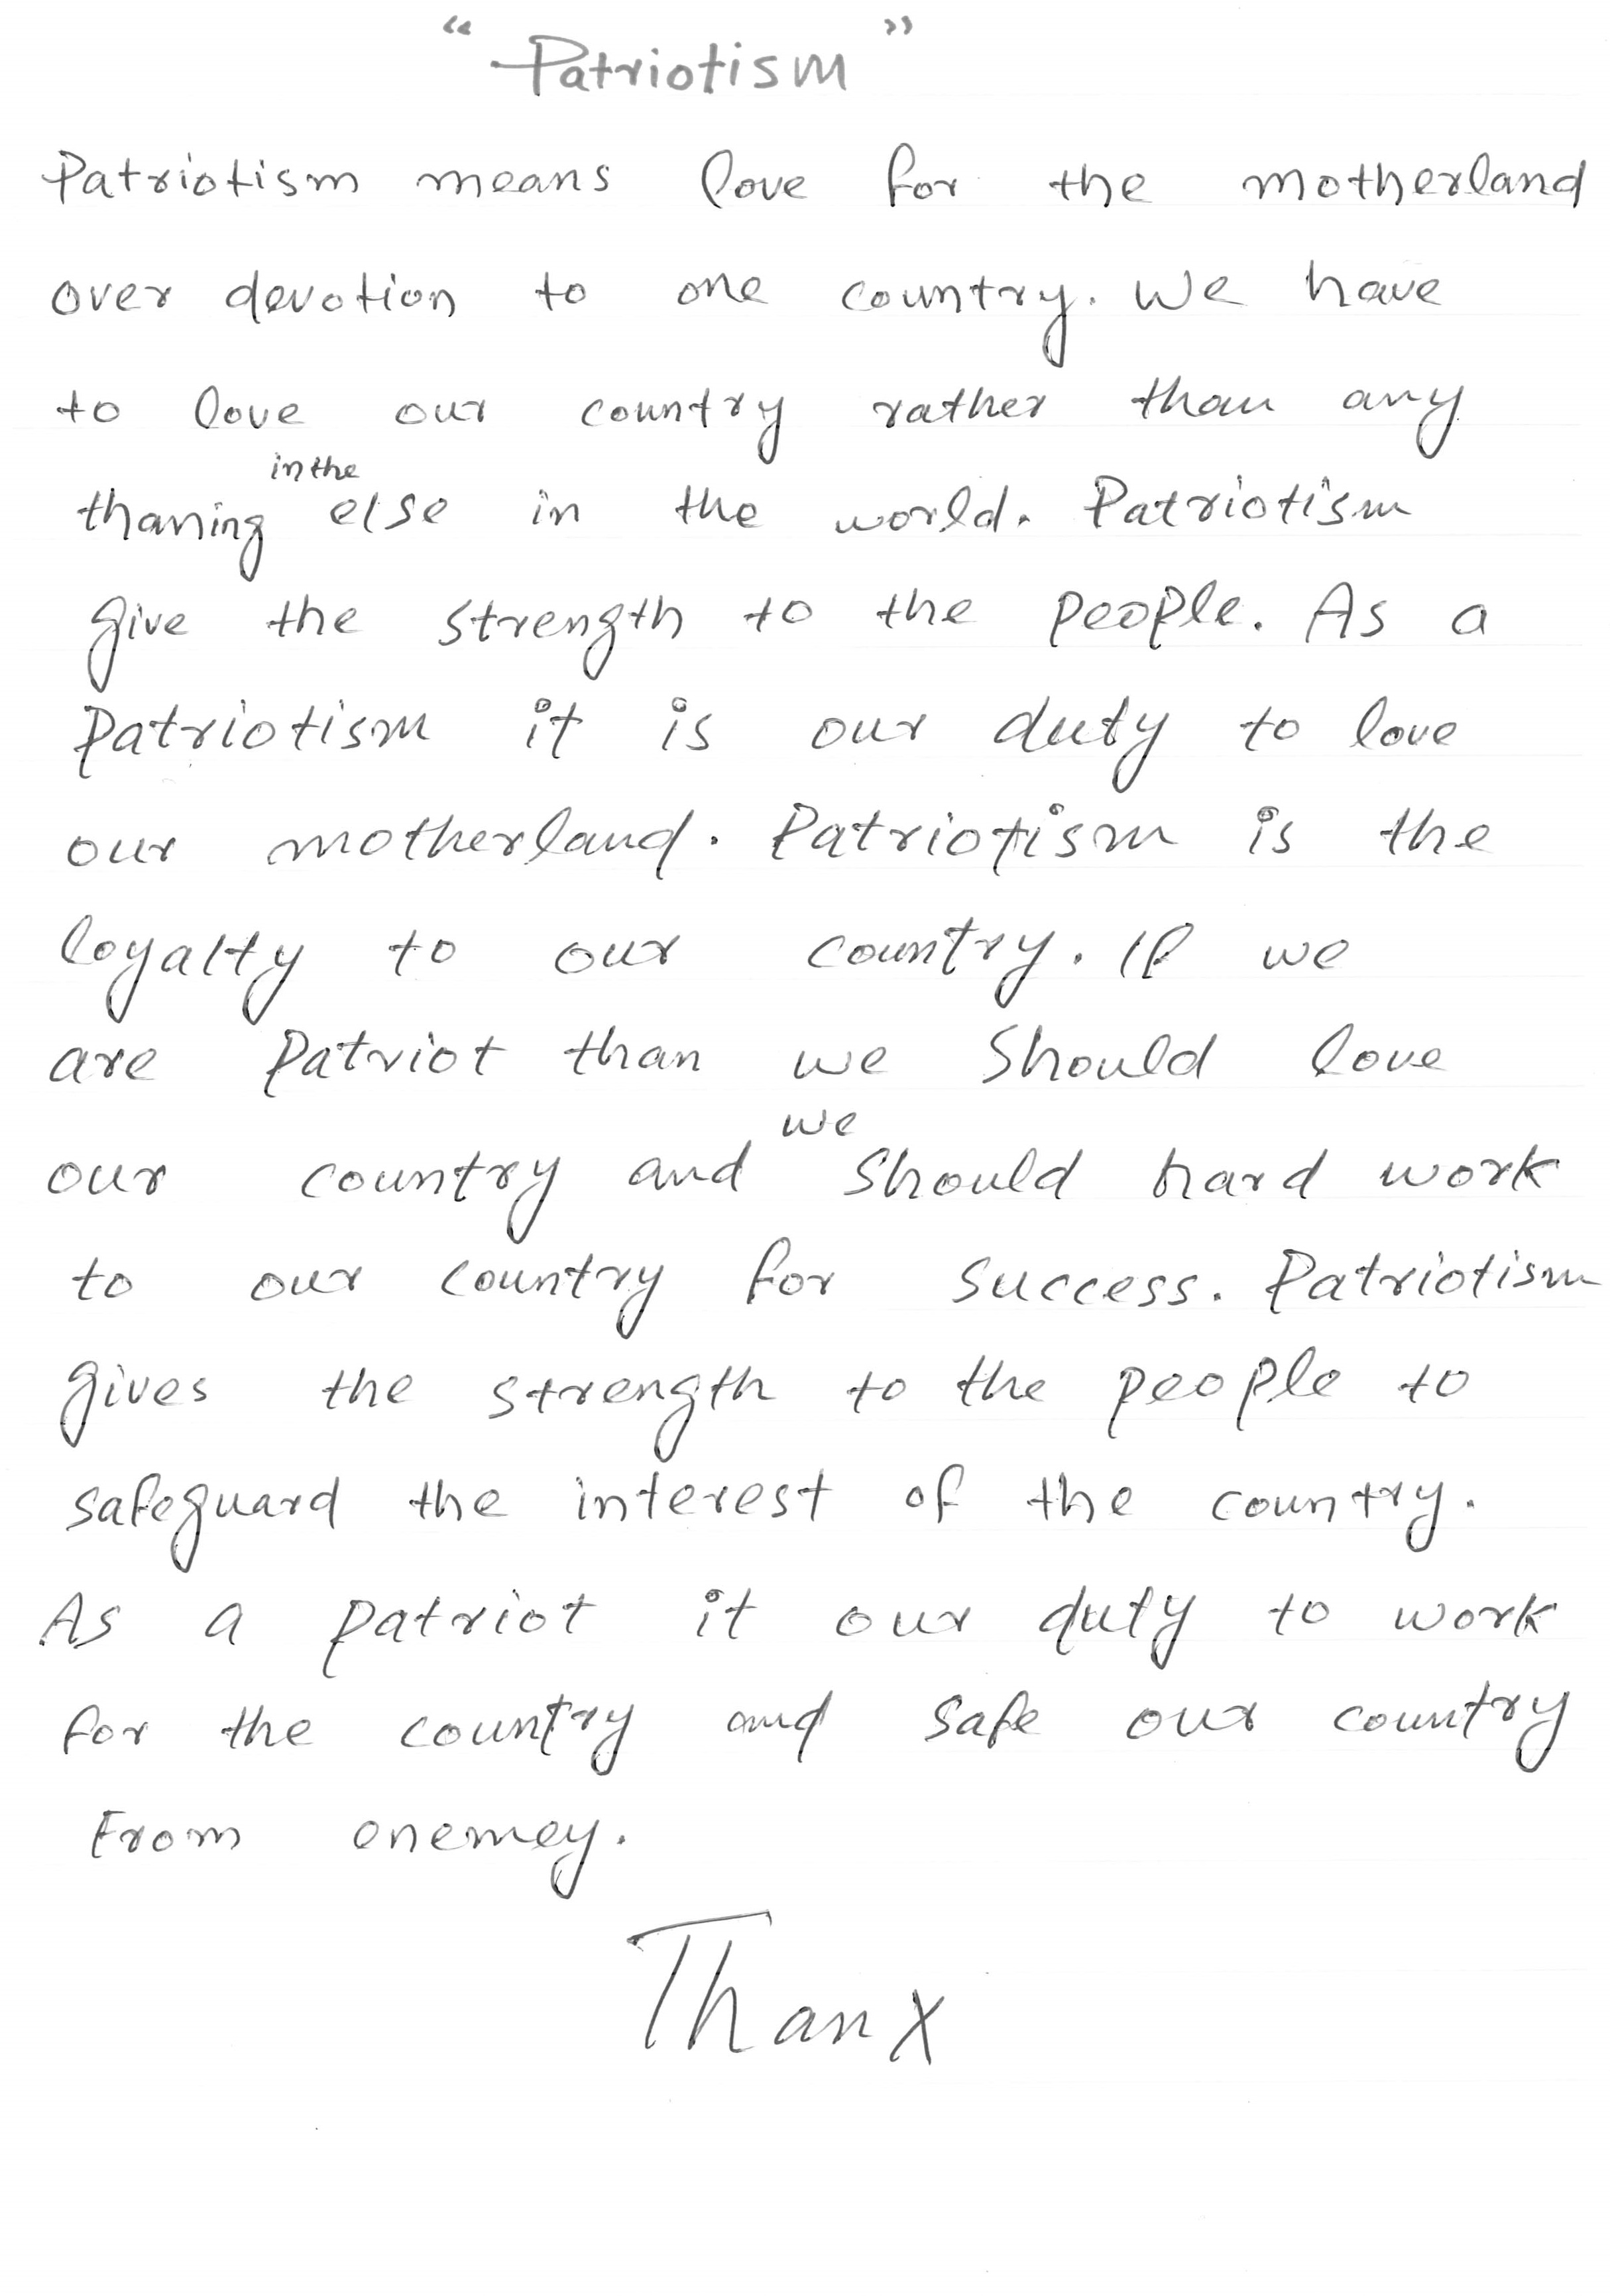 “Patriotism”
Patriotism means love for the motherland
over devotion to one country. We have
to love our country rather than any
in the
thaning else in the world. Patriotism
give the strength to the people. As a
Patriotism it is our duty to love
our motherland. Patriotism is the
loyalty to our country. If we
are Patriot than we should love
we
our country and should hard work
to our country for success. Patriotism
gives the strength to the people to
safeguard the interest of the country.
As a patriot it our duty to work
for the country and safe our country
From enemey.
Thanx